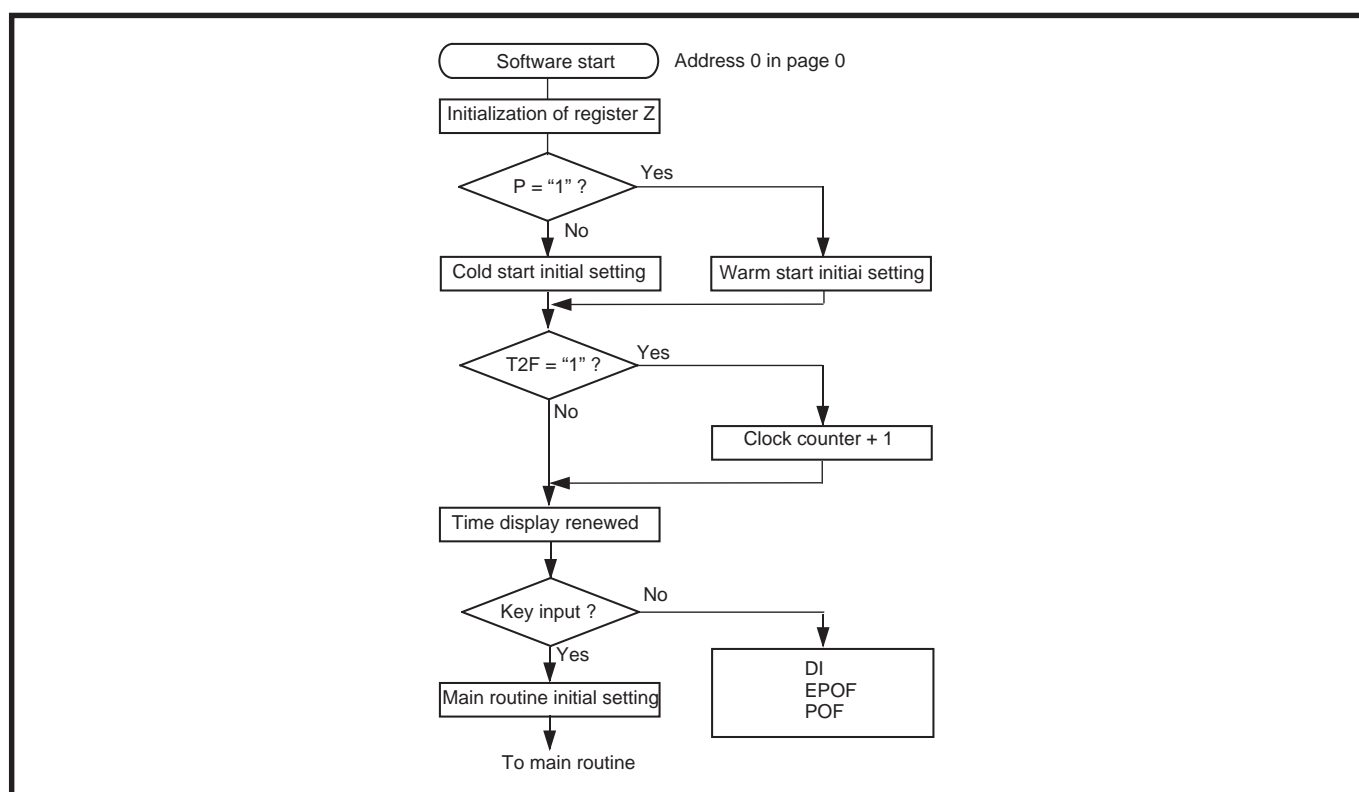 Software start
Address 0 in page 0
Initialization of register Z
P = “1” ?
Yes
No
Cold start initial setting
Warm start initiai setting
T2F = “1” ?
Yes
No
Clock counter + 1
Time display renewed
Key input ?
No
Yes
DI
EPOF
POF
Main routine initial setting
To main routine